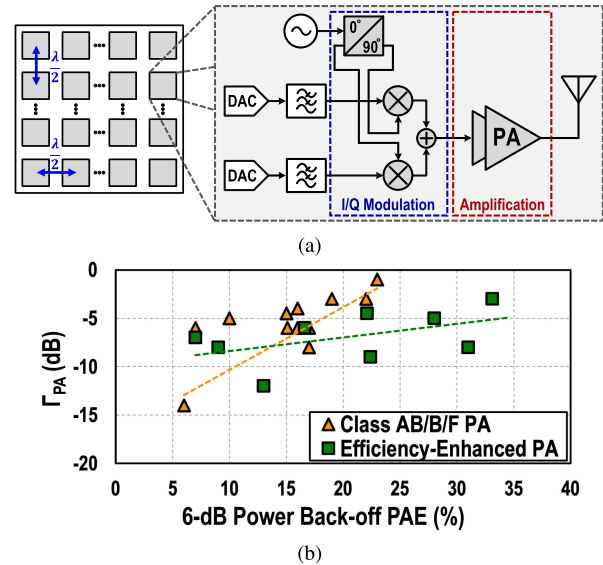 λ
2
λ
2
0°
90°
DAC
DAC
PA
I/Q Modulation
Amplification
(a)
0
-5
-10
-15
-20
ΓPA (dB)
Class AB/B/F PA
Efficiency-Enhanced PA
0 5 10 15 20 25 30 35 40
6-dB Power Back-off PAE (%)
(b)